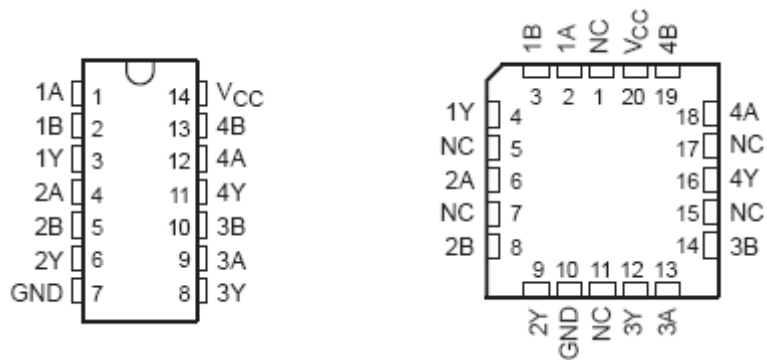 1A 1 14 VCC
1B 2 13 4B
1Y 3 12 4A
2A 4 11 4Y
2B 5 10 3B
2Y 6 9 3A
GND 7 8 3Y
1B 1A NC VCC 4B
3 2 1 20 19
1Y 4 18 4A
NC 5 17 NC
2A 6 16 4Y
NC 7 15 NC
2B 8 14 3B
9 10 11 12 13
2Y GND NC 3Y 3A